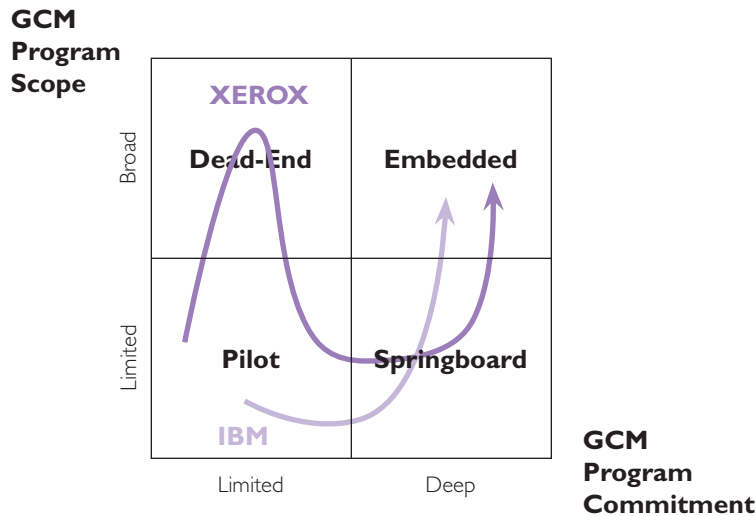 GCM
Program
Scope
XEROX
Broad
Dead-End
Embedded
Limited
Pilot
Springboard
IBM
Limited
Deep
GCM
Program
Commitment